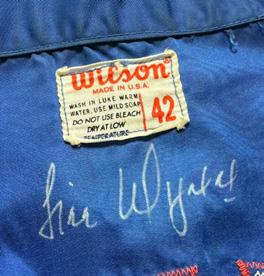 Wilson
MADE IN U.S.A.
WASH IN LUKE WARM
WATER, USE MILD SOAP
DO NOT USE BLEACH
DRY AT LOW
TEMPERATURE
42